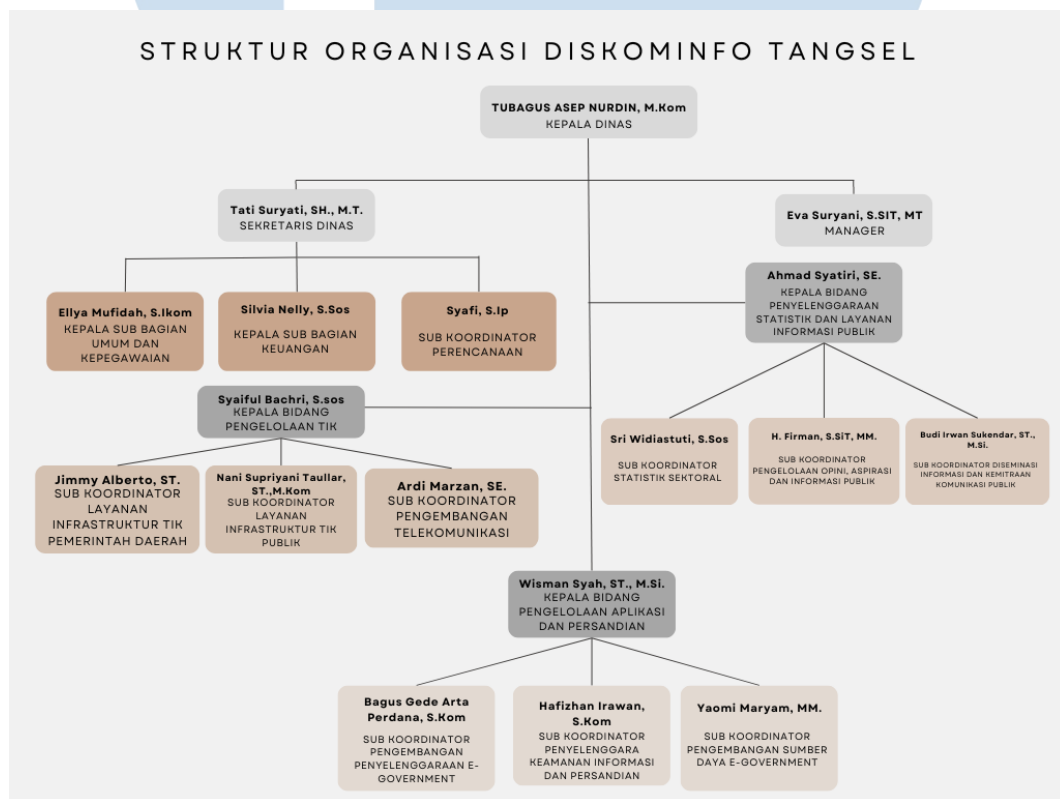 STRUKTUR ORGANISASI DISKOMINFO TANGSEL
TUBAGUS ASEP NURDIN, M.Kom
KEPALA DINAS
Tati Suryati, SH., M.T.
SEKRETARIS DINAS
Eva Suryani, S.SIT, MT
MANAGER
Ellya Mufidah, S.Ikom
KEPALA SUB BAGIAN
UMUM DAN
KEPEGAWAIAN
Silvia Nelly, S.Sos
KEPALA SUB BAGIAN
KEUANGAN
Syafi, S.Ip
SUB KOORDINATOR
PERENCANAAN
Ahmad Syatiri, SE.
KEPALA BIDANG
PENYELENGGARAAN
STATISTIK DAN LAYANAN
INFORMASI PUBLIK
Syaiful Bachri, S.sos
KEPALA BIDANG
PENGELOLAAN TIK
Sri Widiastuti, S.Sos
SUB KOORDINATOR
STATISTIK SEKTORAL
H. Firman, S.SiT, MM.
SUB KOORDINATOR
PENGELOLAAN OPINI, ASPIRASI
DAN INFORMASI PUBLIK
Budi Irwan Sukendar, ST.,
M.Si.
SUB KOORDINATOR DISEMINASI
INFORMASI DAN KEMITRAAN
KOMUNIKASI PUBLIK
Jimmy Alberto, ST.
SUB KOORDINATOR
LAYANAN
INFRASTRUKTUR TIK
PEMERINTAH DAERAH
Nani Supriyani Taullar,
ST.,M.Kom
SUB KOORDINATOR
LAYANAN
INFRASTRUKTUR TIK
PUBLIK
Ardi Marzan, SE.
SUB KOORDINATOR
PENGEMBANGAN
TELEKOMUNIKASI
Wisman Syah, ST., M.Si.
KEPALA BIDANG
PENGELOLAAN APLIKASI
DAN PERSANDIAN
Bagus Gede Arta
Perdana, S.Kom
SUB KOORDINATOR
PENGEMBANGAN
PENYELENGGARAAN E-
GOVERNMENT
Hafizhan Irawan,
S.Kom
SUB KOORDINATOR
PENYELENGGARA
KEAMANAN INFORMASI
DAN PERSANDIAN
Yaomi Maryam, MM.
SUB KOORDINATOR
PENGEMBANGAN SUMBER
DAYA E-GOVERNMENT